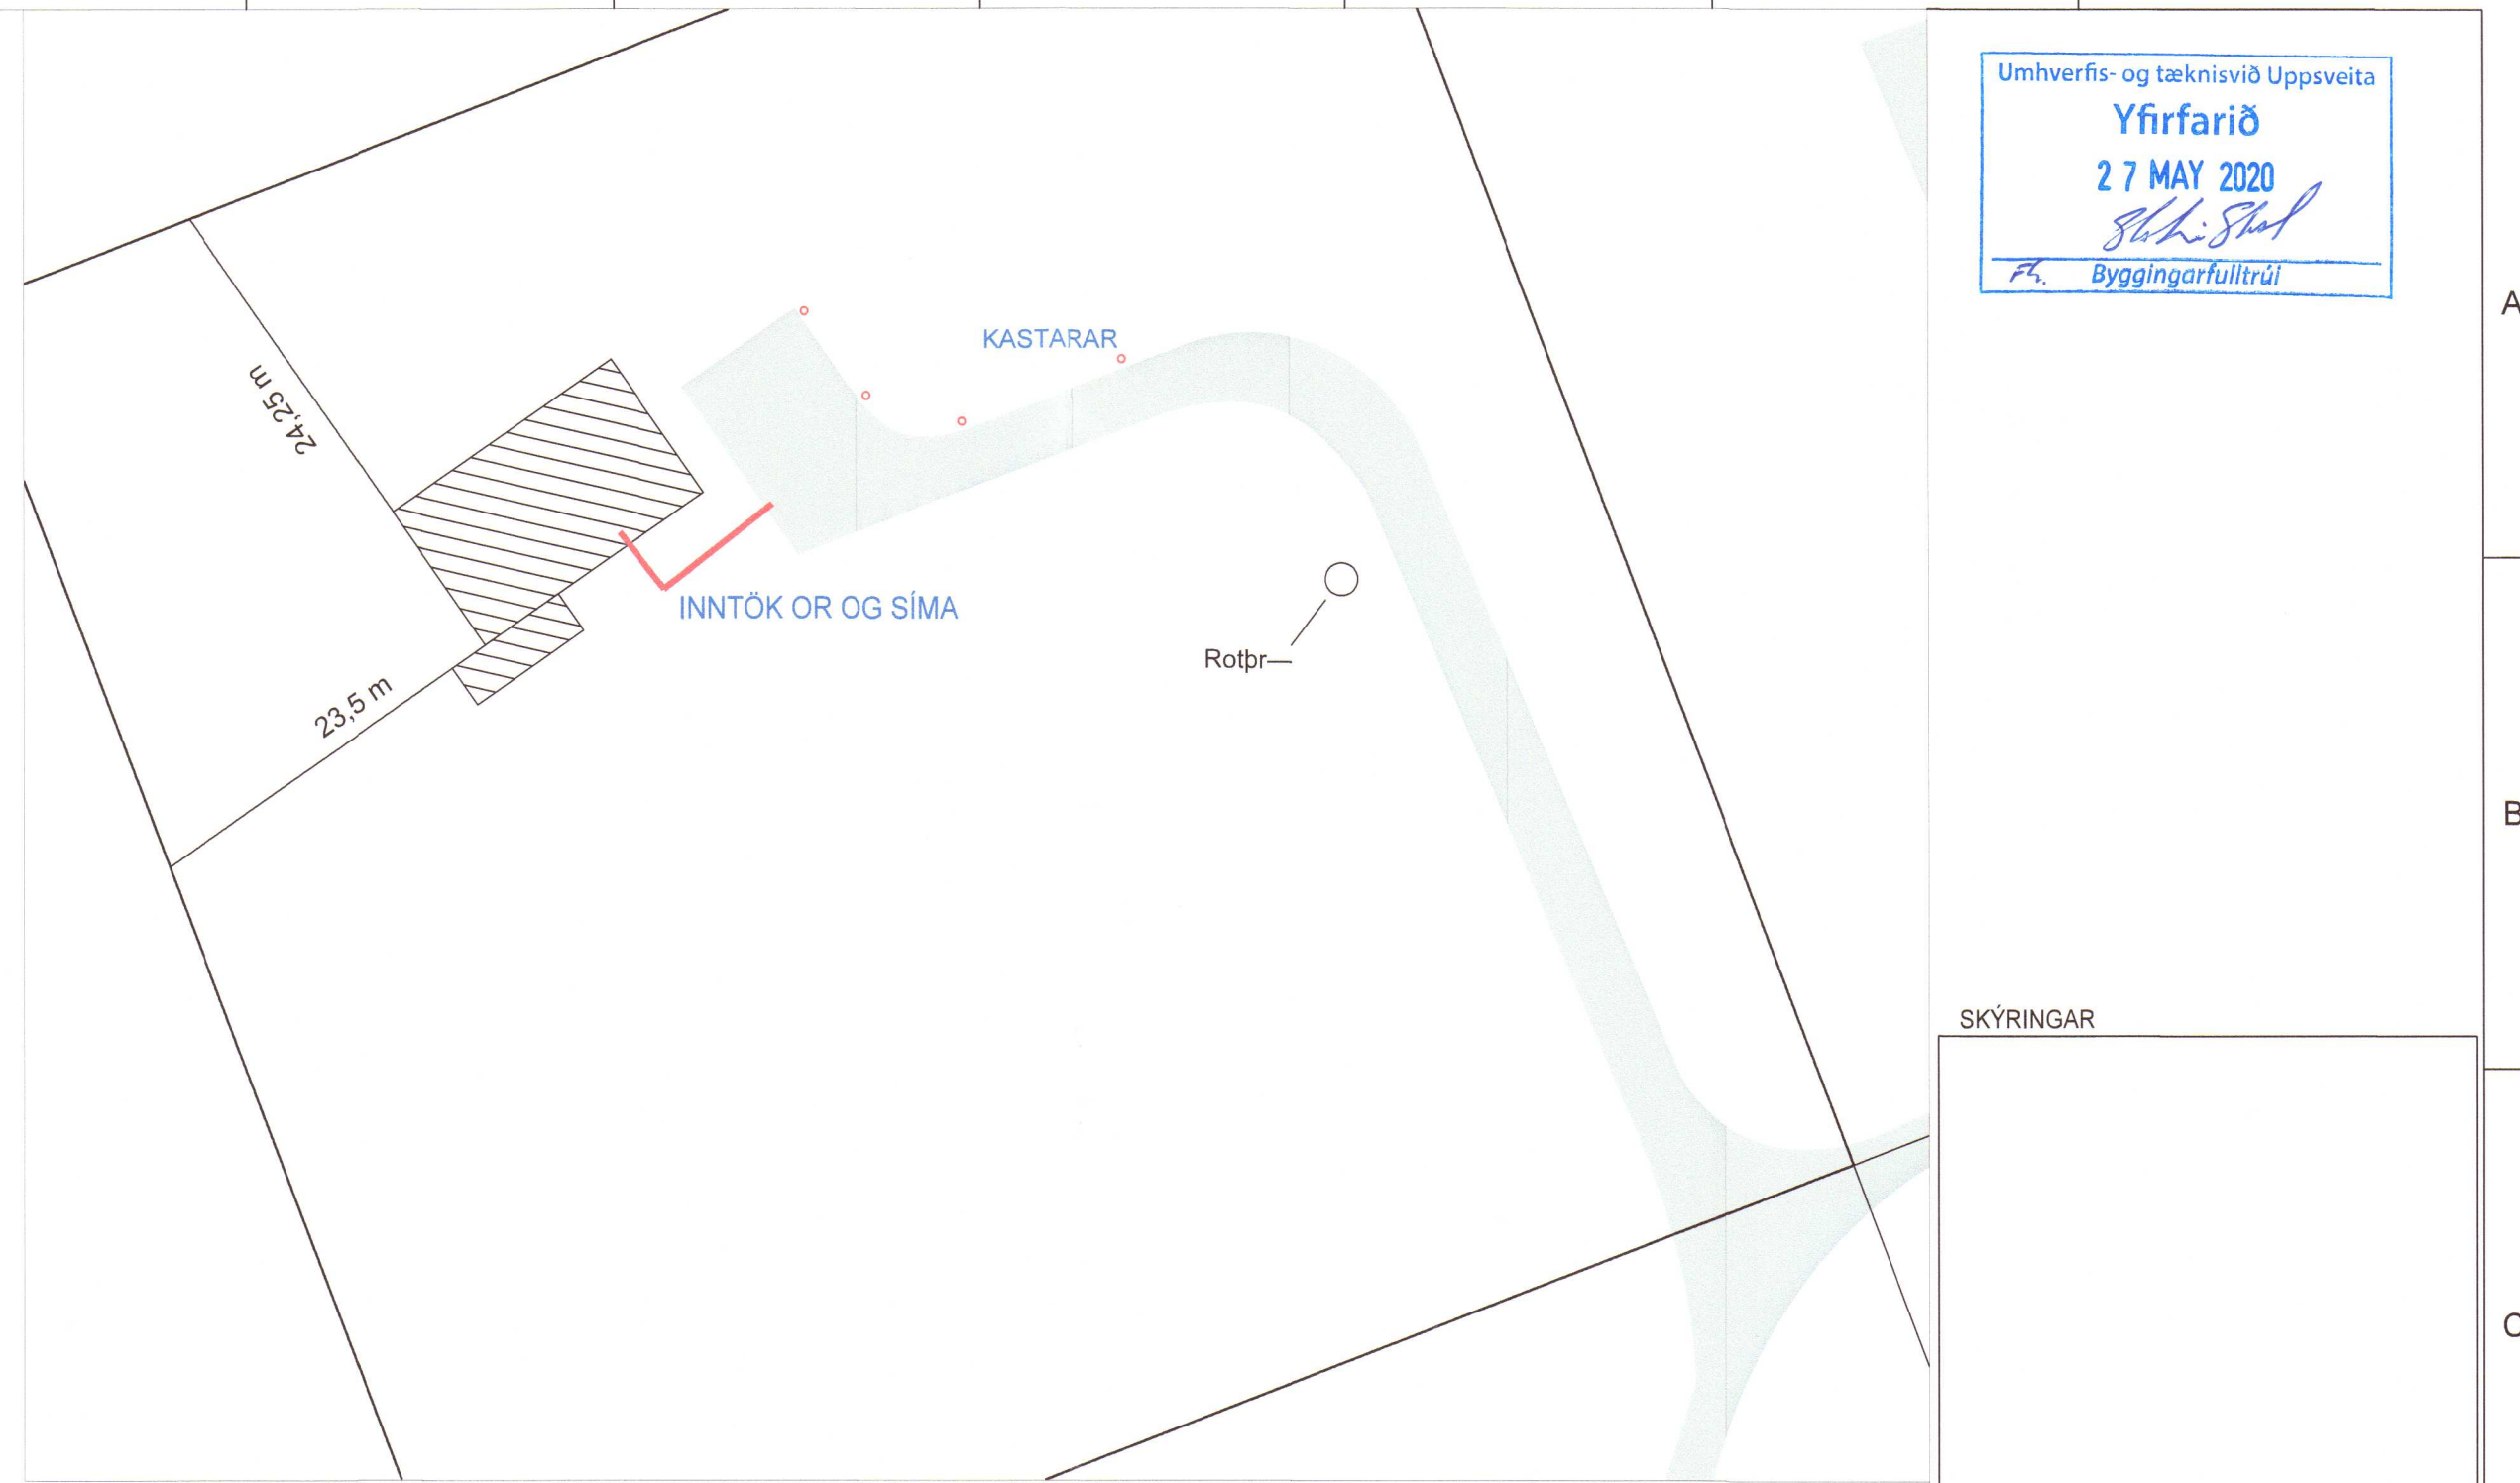 Umhverfis- og tæknisvið Uppsveita
Yfirfarið
27 MAY 2020
Fh. Byggingarfulltrúi
A
KASTARAR
24,25 m
INNTÖK OR OG SÍMA
Rotþr
23,5 m
B
SKÝRINGAR
C